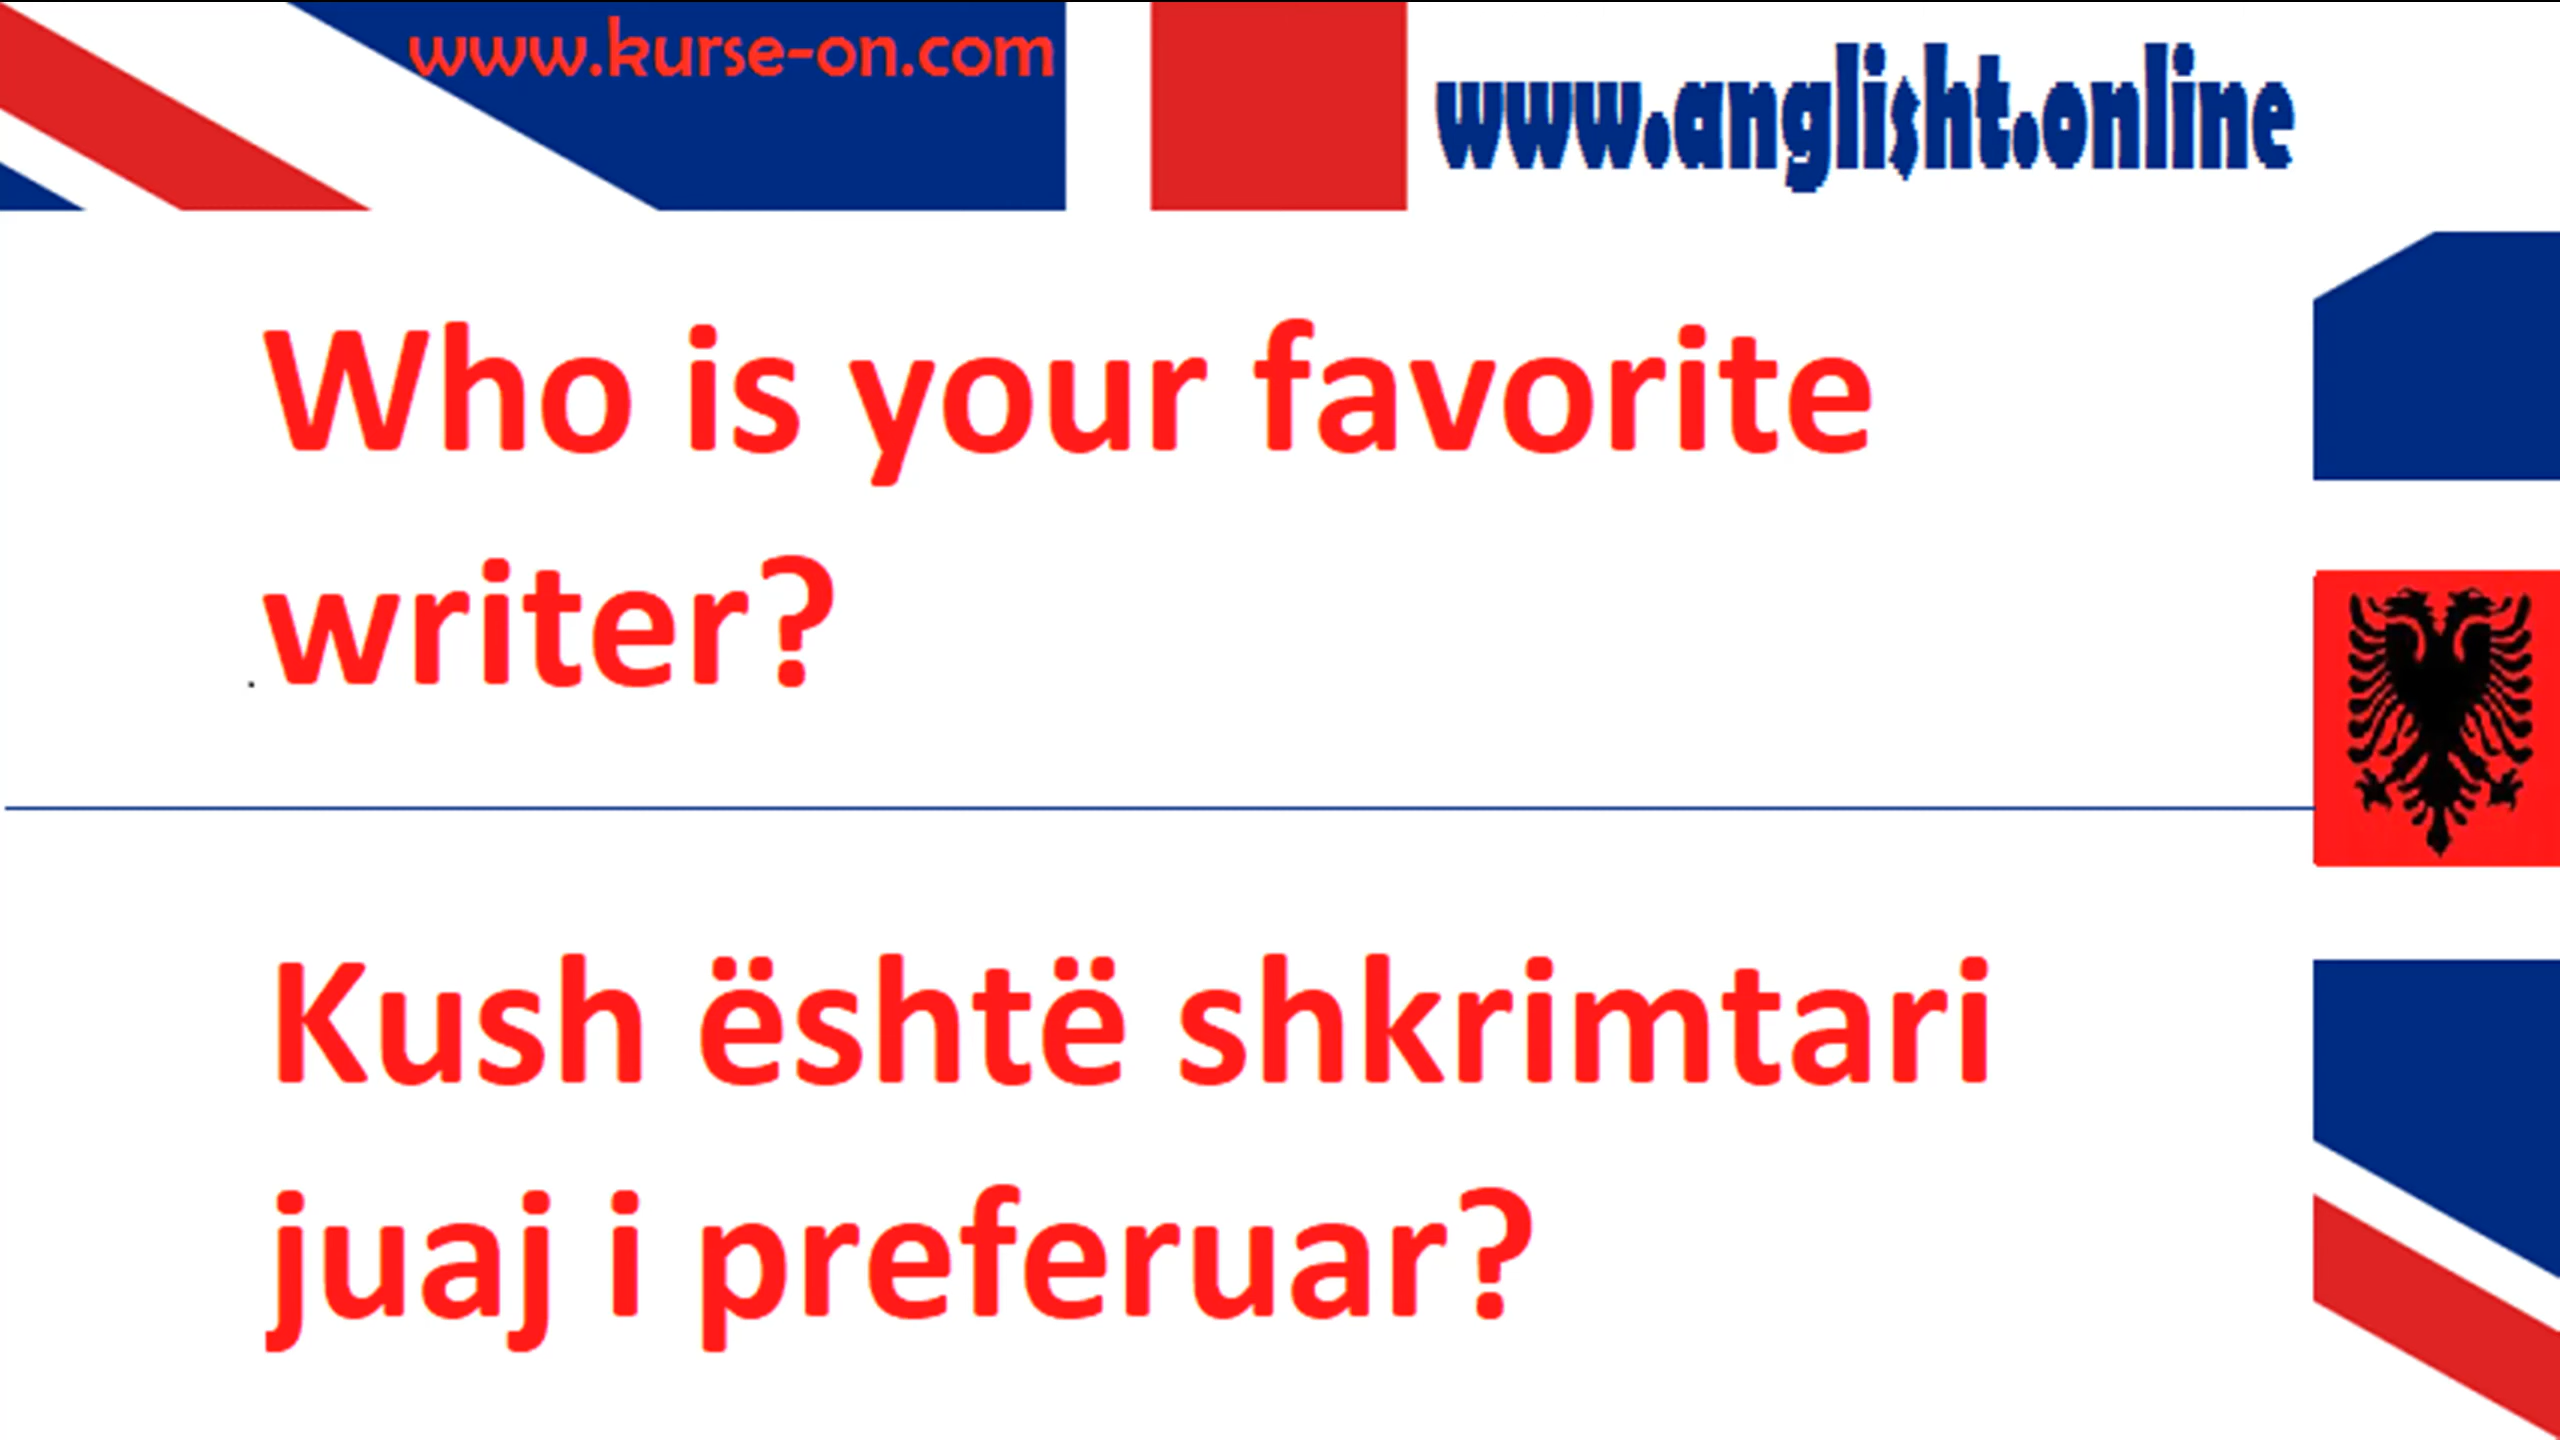 www.kurse-on.com
www.anglisht.online
Who is your favorite
writer?
Kush është shkrimtari
juaj i preferuar?